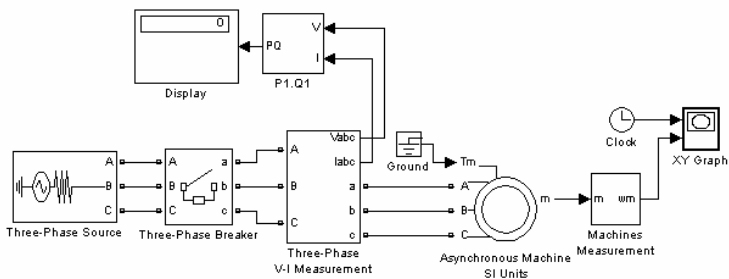 0
PQ
V
I
Display
P1.Q1
Vabc
Iabc
Ground
Tm
Clock
XY Graph
A A a A
B B b B a A
C C c C b B
c C
m
m wm
Three-Phase Source
Three-Phase Breaker
Three-Phase
V-I Measurement
Asynchronous Machine
SI Units
Machines
Measurement